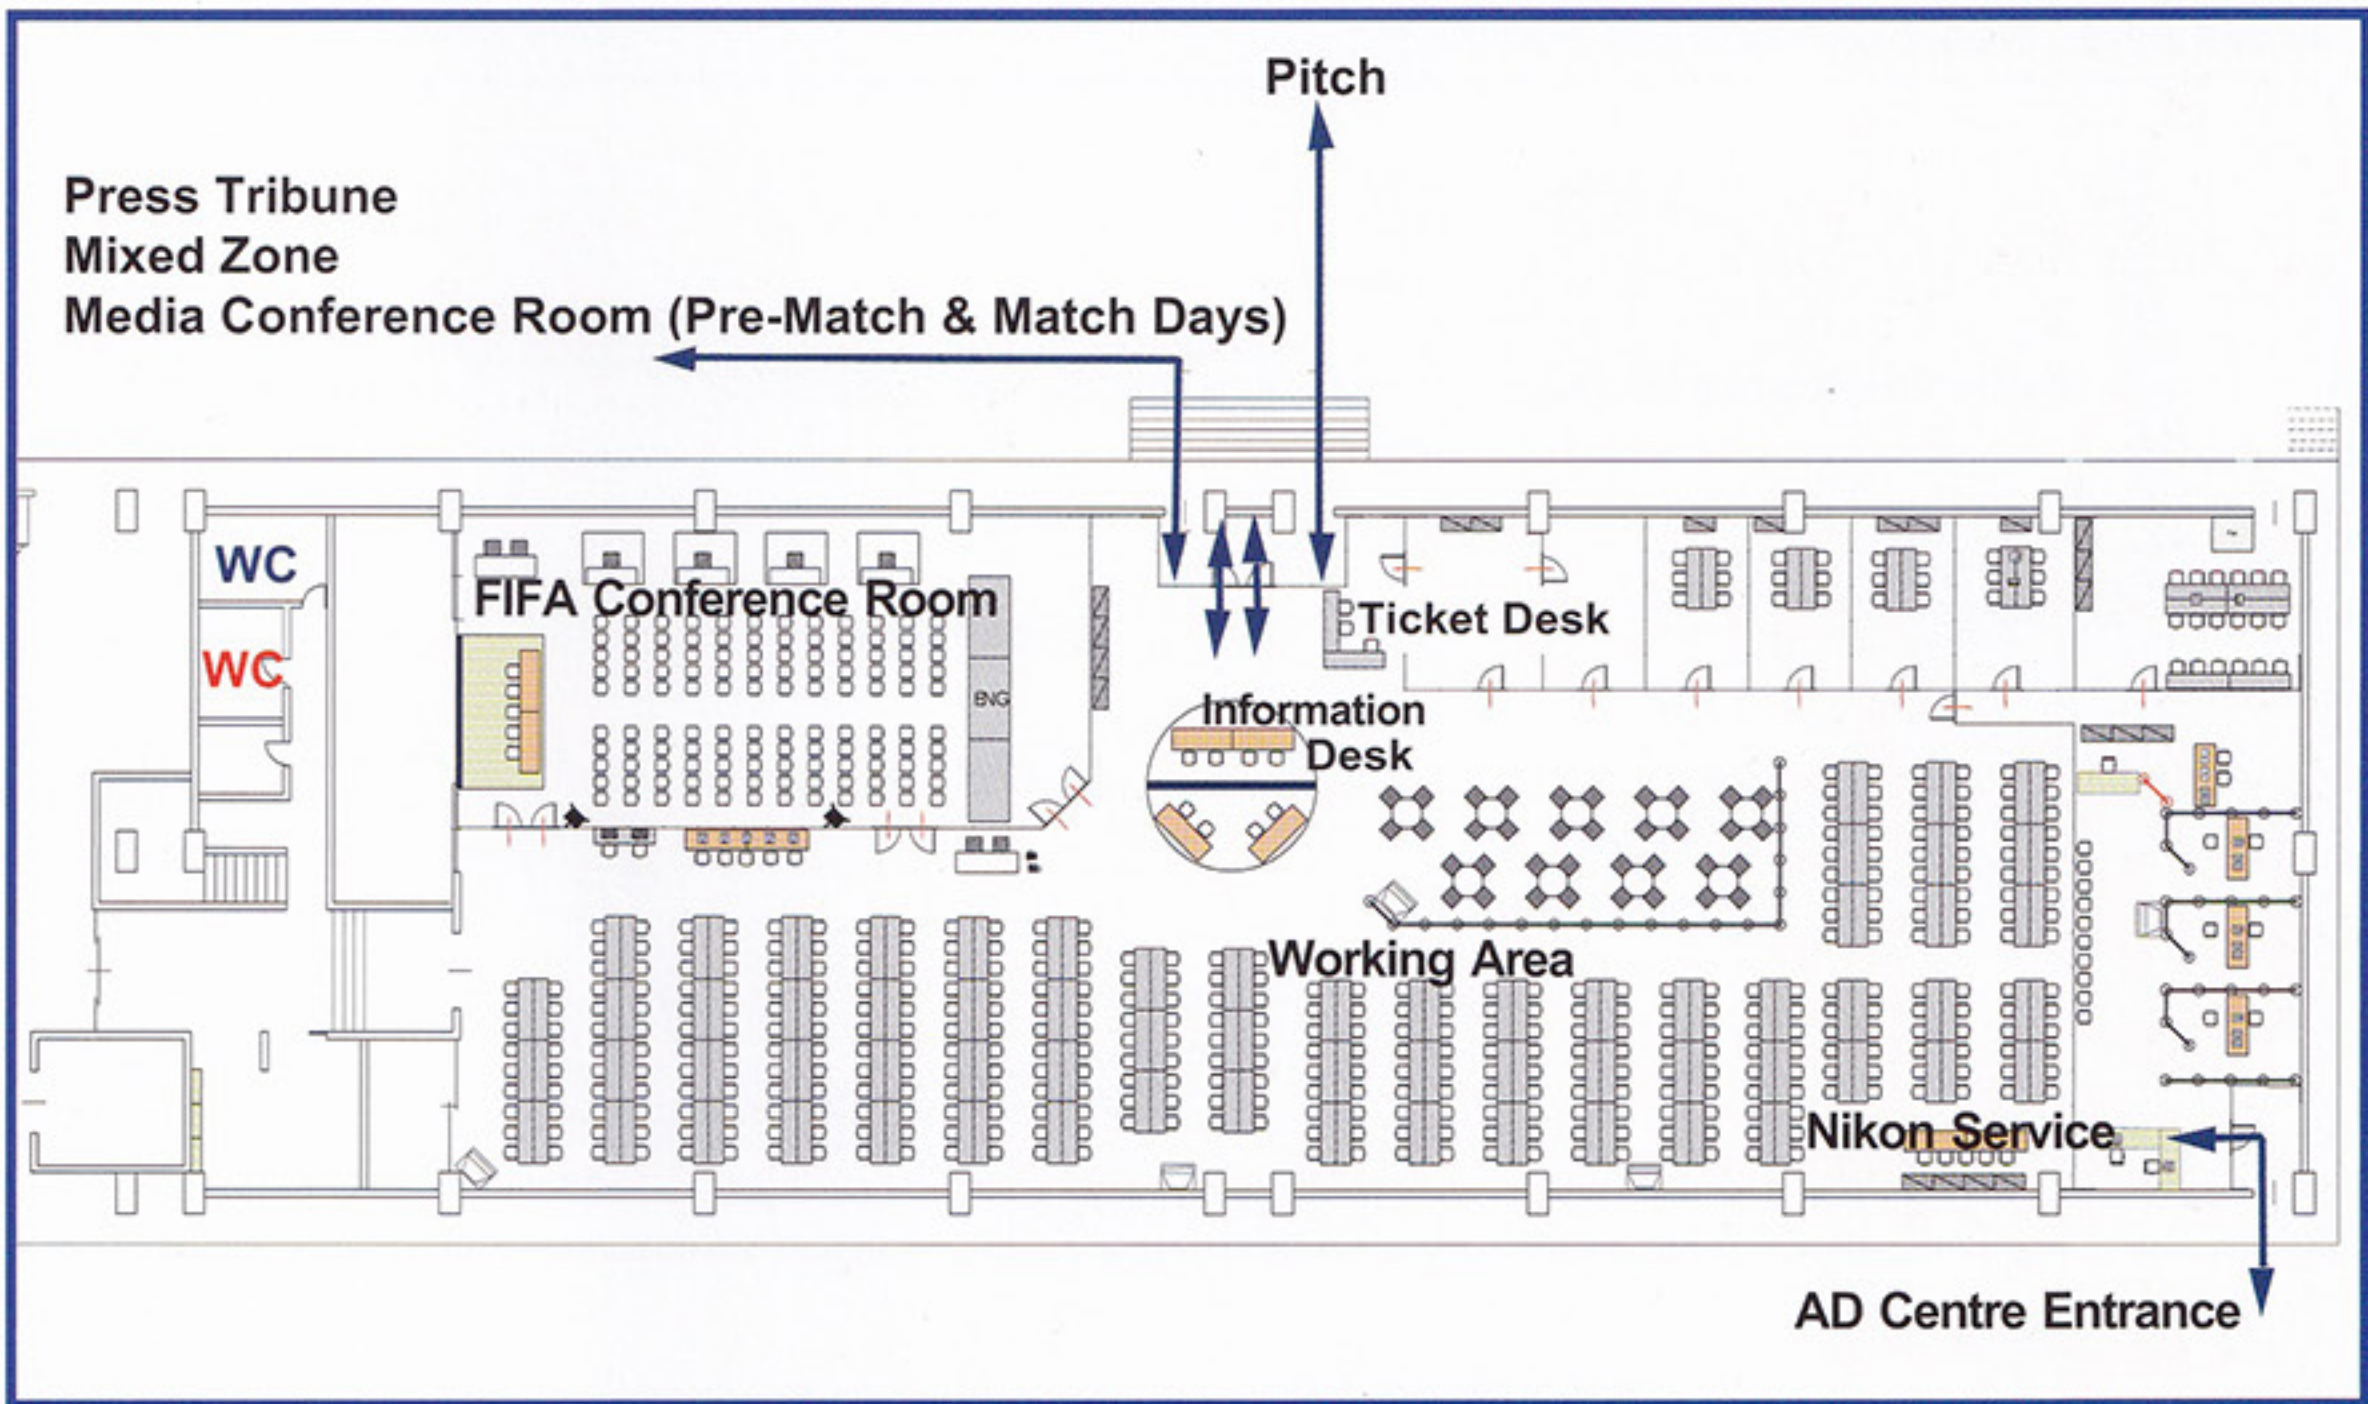 Pitch
Press Tribune
Mixed Zone
Media Conference Room (Pre-Match & Match Days)
WC
FIFA Conference Room
Ticket Desk
WC
ENG
Information
Desk
Working Area
Nikon Service
AD Centre Entrance